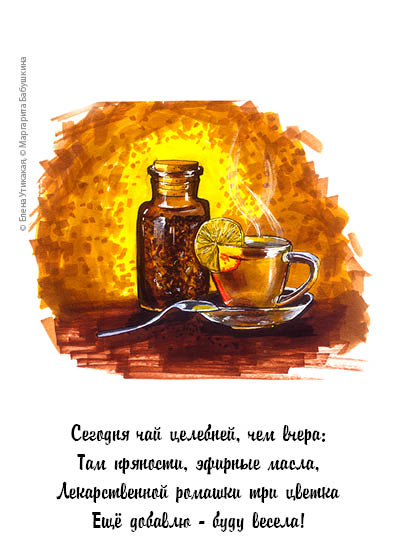 © Елена Утикакая, © Маргарита Бабушкина
Сегодня чай целебней, чем вчера:
Там пряности, эфирные масла,
Лекарственной ромашки три цветка
Ещё добавлю - буду весела!